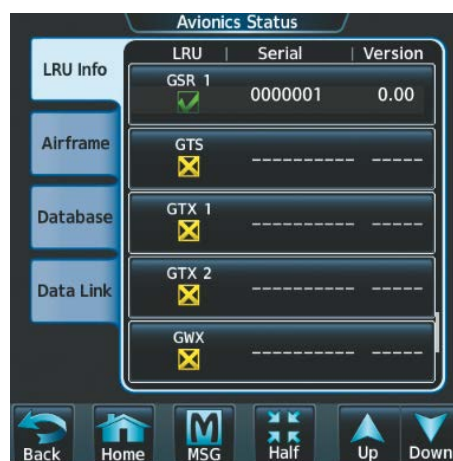 Avionics Status
LRU Info
Airframe
Database
Data Link
LRU | Serial | Version
GSR 1 0000001 0.00
GTS ---------- -----
GTX 1 ---------- -----
GTX 2 ---------- -----
GWX ---------- -----
Back Home MSG Half Up Down